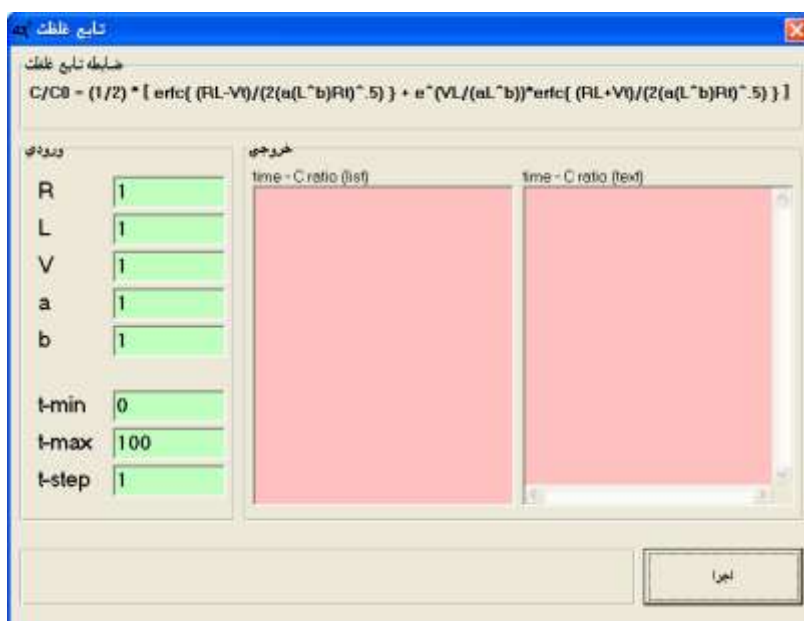 تابع غلظت
ضابطه تابع غلظت
C/C0 = (1/2) * [ erfc{ (RL-Vt)/(2(a(L^b)Rt)^.5) } + e^(VL/(aL^b))*erfc{ (RL+Vt)/(2(a(L^b)Rt)^.5) } ]
ورودي
R 1
L 1
V 1
a 1
b 1
t-min 0
t-max 100
t-step 1
خروجي
time - C ratio (list)
time - C ratio (text)
اجرا